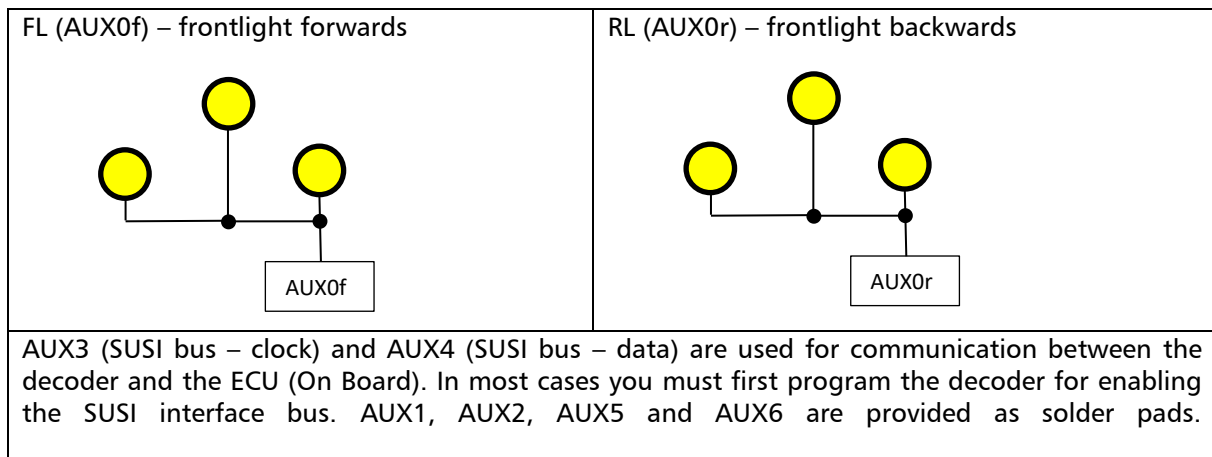 FL (AUX0f) – frontlight forwards
RL (AUX0r) – frontlight backwards
AUX0f
AUX0r
AUX3 (SUSI bus – clock) and AUX4 (SUSI bus – data) are used for communication between the
decoder and the ECU (On Board). In most cases you must first program the decoder for enabling
the SUSI interface bus. AUX1, AUX2, AUX5 and AUX6 are provided as solder pads.